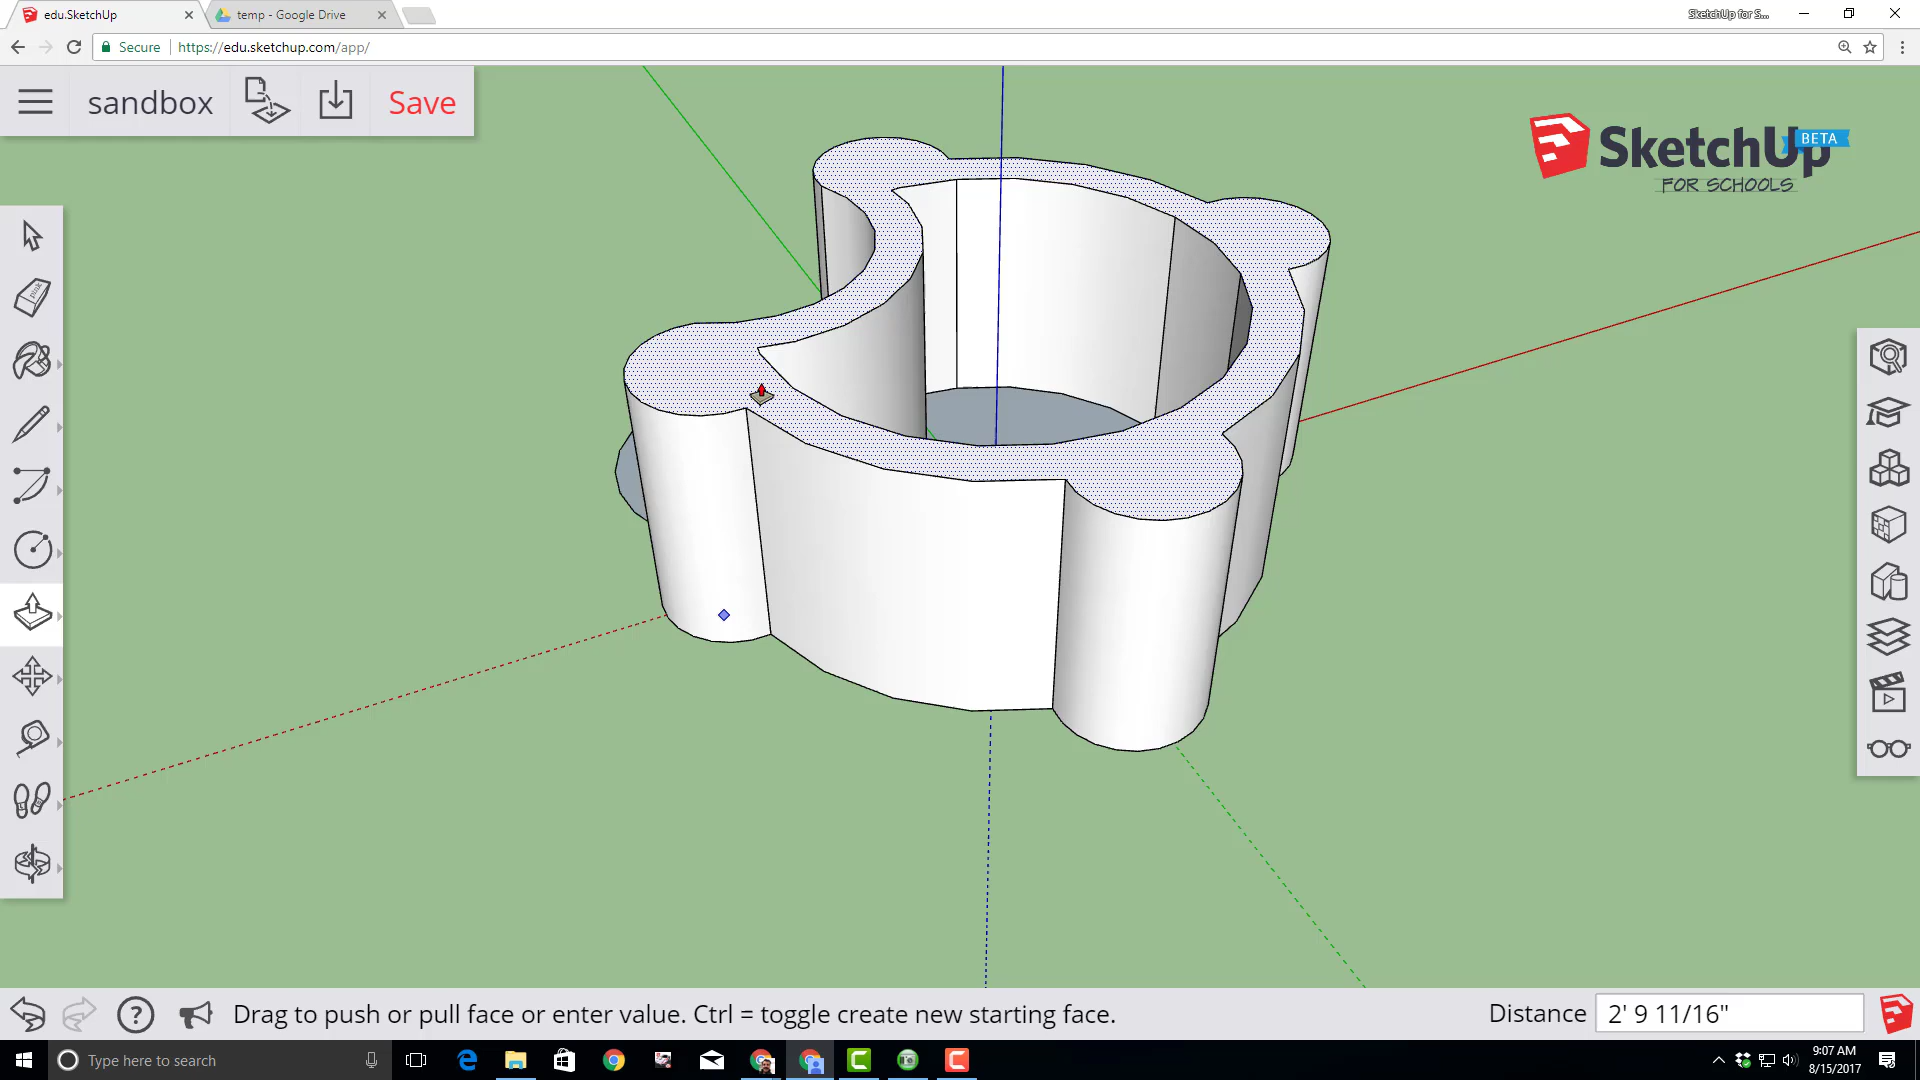 edu.SketchUp
temp - Google Drive
SketchUp for S...
Secure
https://edu.sketchup.com/app/
sandbox
Save
SketchUp
BETA
FOR SCHOOLS
Drag to push or pull face or enter value. Ctrl = toggle create new starting face.
Distance
2' 9 11/16"
Type here to search
9:07 AM
8/15/2017